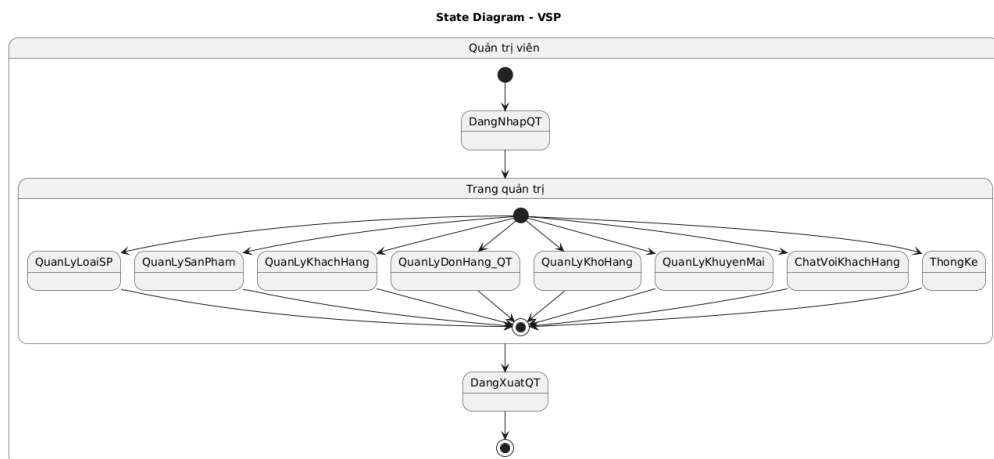 State Diagram - VSP
Quản trị viên
DangNhapQT
Trang quản trị
QuanLyLoaiSP
QuanLySanPham
QuanLyKhachHang
QuanLyDonHang_QT
QuanLyKhoHang
QuanLyKhuyenMai
ChatVoiKhachHang
ThongKe
DangXuatQT